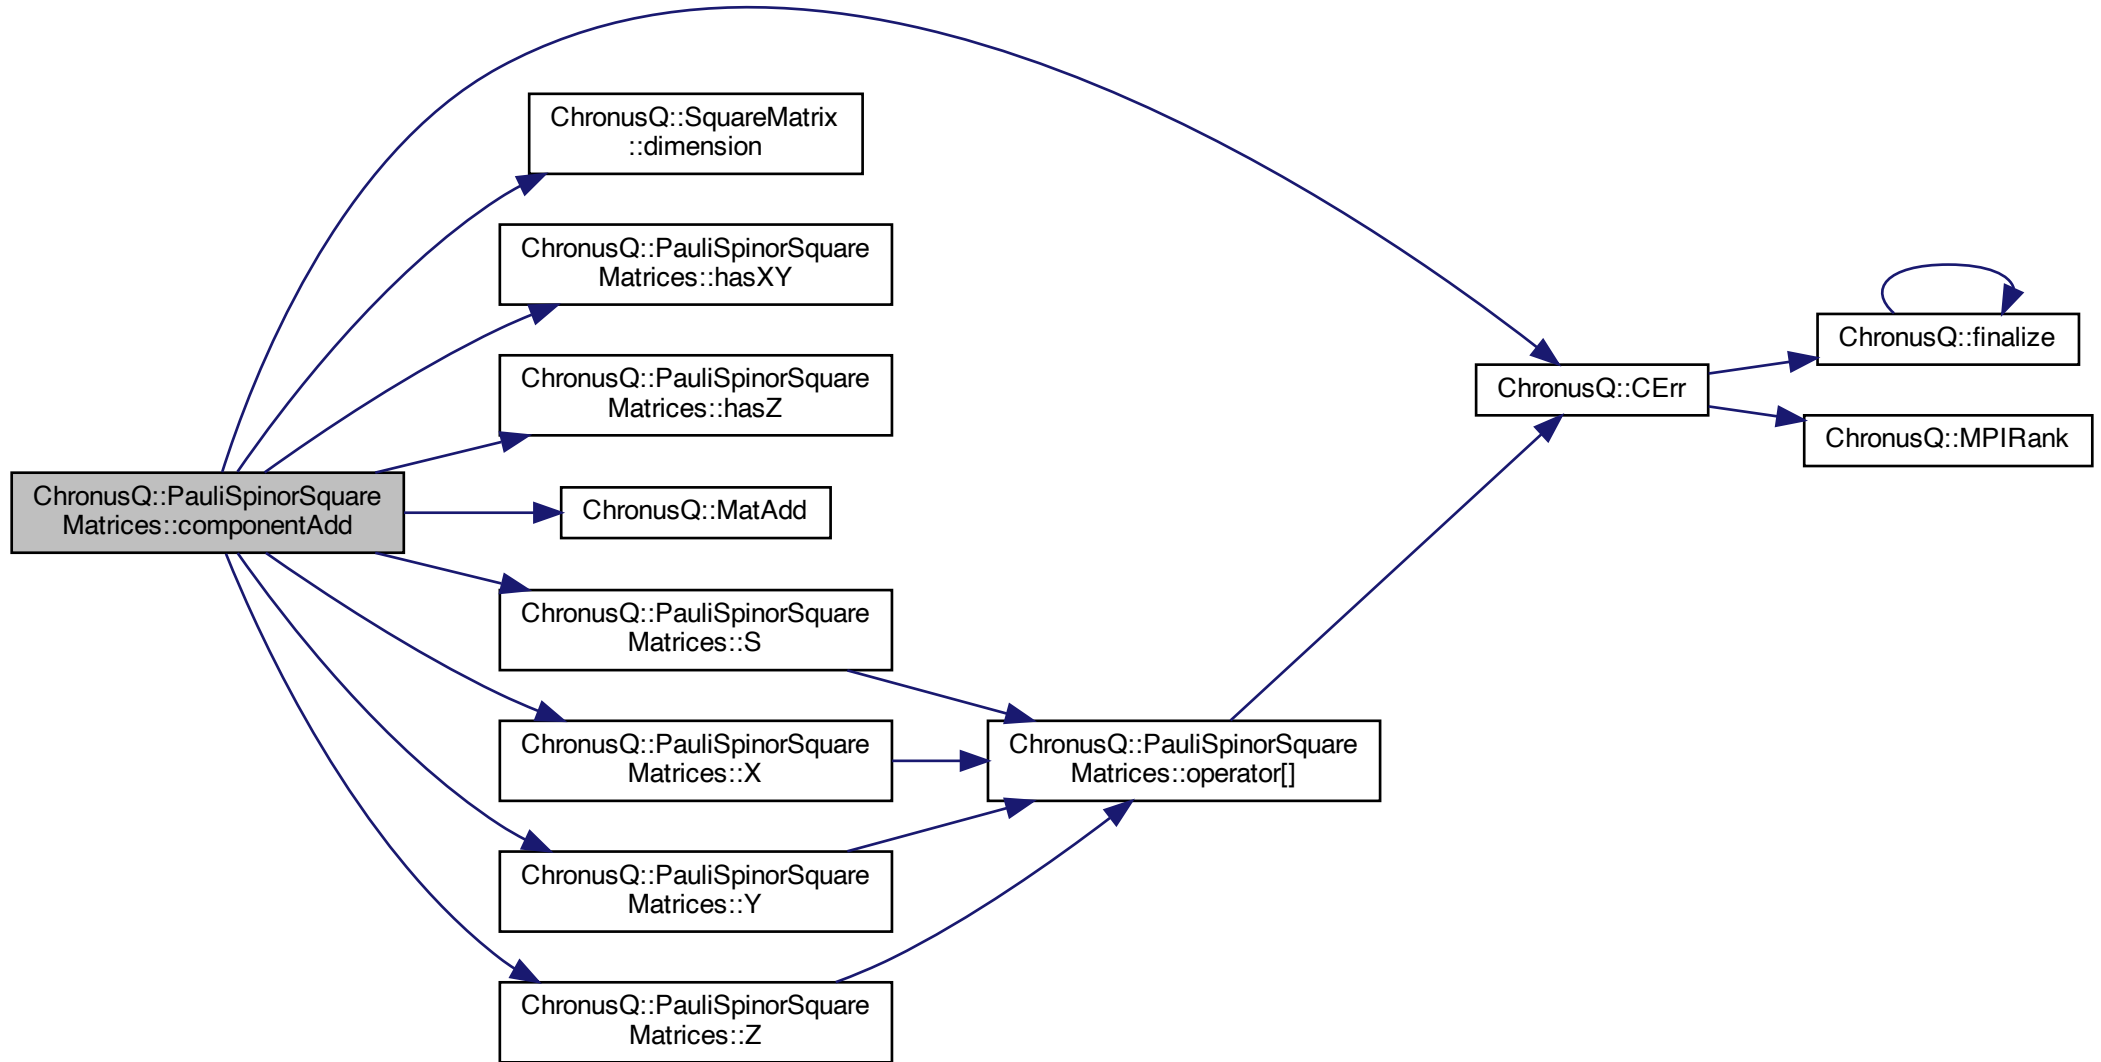 ChronusQ::SquareMatrix
::dimension
ChronusQ::PauliSpinorSquare
Matrices::hasXY
ChronusQ::PauliSpinorSquare
Matrices::hasZ
ChronusQ::PauliSpinorSquare
Matrices::componentAdd
ChronusQ::MatAdd
ChronusQ::PauliSpinorSquare
Matrices::S
ChronusQ::PauliSpinorSquare
Matrices::X
ChronusQ::PauliSpinorSquare
Matrices::Y
ChronusQ::PauliSpinorSquare
Matrices::Z
ChronusQ::PauliSpinorSquare
Matrices::operator[]
ChronusQ::CErr
ChronusQ::finalize
ChronusQ::MPIRank